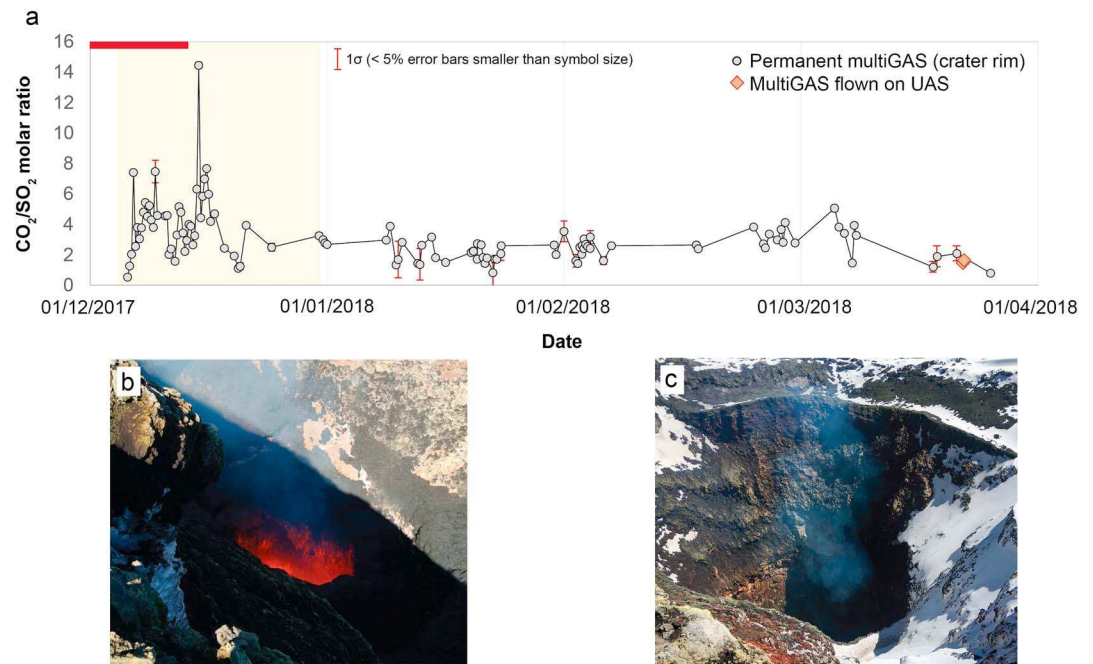 a
16
14
12
10
8
6
4
2
0
CO₂/SO₂ molar ratio
1σ (< 5% error bars smaller than symbol size)
Permanent multiGAS (crater rim)
MultiGAS flown on UAS
01/12/2017
01/01/2018
01/02/2018
01/03/2018
01/04/2018
Date
b
c